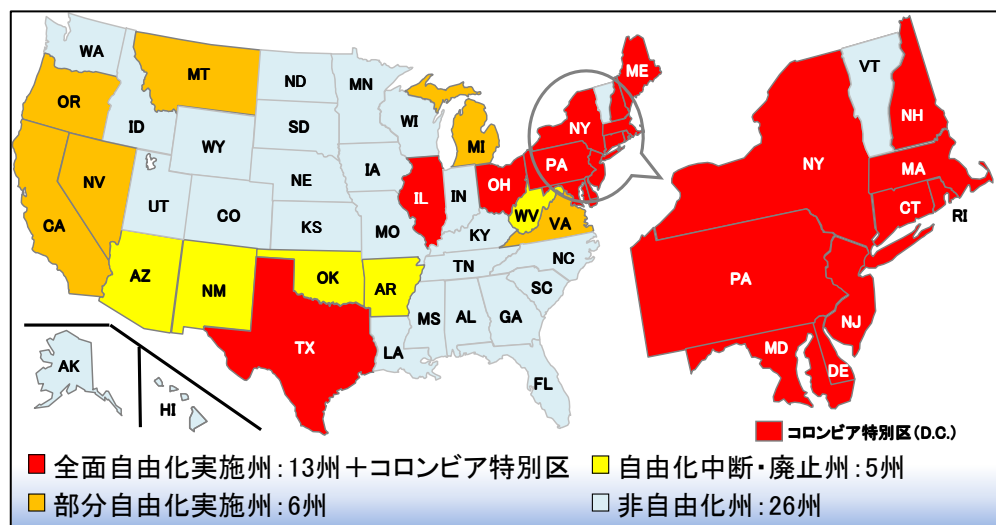 WA
MT
ND
MN
OR
ID
WY
SD
WI
MI
NY
ME
NV
UT
CO
NE
IA
IL
IN
OH
PA
CA
KS
MO
KY
WV
VA
AZ
NM
OK
AR
TN
NC
SC
TX
LA
MS
AL
GA
FL
AK
HI
VT
NH
NY
MA
CT
RI
PA
NJ
MD
DE
コロンビア特別区(D.C.)
全面自由化実施州:13州+コロンビア特別区
自由化中断・廃止州:5州
部分自由化実施州:6州
非自由化州:26州